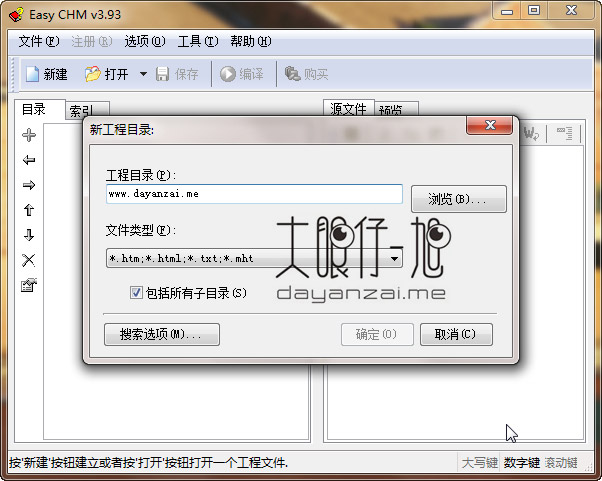 Easy CHM v3.93
文件(F) 注册(R) 选项(O) 工具(T) 帮助(H)
新建 打开 保存 编译 购买
目录 索引 源文件 预览
新工程目录:
工程目录(P):
www.dayanzai.me
浏览(B)...
文件类型(F):
*.htm;*.html;*.txt;*.mht
大眼仔~旭
dayanzai.me
包括所有子目录(S)
搜索选项(M)... 确定(O) 取消(C)
按'新建'按钮建立或者按'打开'按钮打开一个工程文件. 大写键 数字键 滚动键